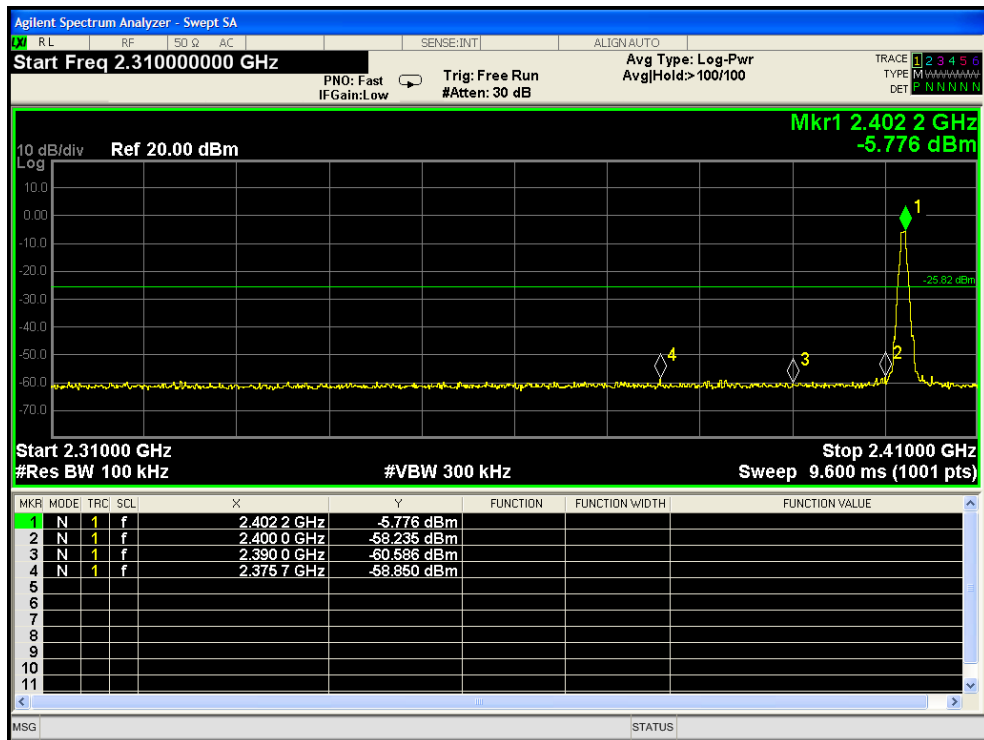 Agilent Spectrum Analyzer - Swept SA
LXI RL RF 50 Ω AC SENSE:INT ALIGN AUTO
Start Freq 2.310000000 GHz
PNO: Fast
IFGain:Low
Trig: Free Run
#Atten: 30 dB
Avg Type: Log-Pwr
Avg|Hold:>100/100
TRACE 1 2 3 4 5 6
TYPE M WWWWW
DET P N N N N N
Mkr1 2.402 2 GHz
-5.776 dBm
10 dB/div Ref 20.00 dBm
Log
10.0
0.00
-10.0
-20.0
-30.0
-40.0
-50.0
-60.0
-70.0
1
-25.82 dBm
4
3
2
Start 2.31000 GHz Stop 2.41000 GHz
#Res BW 100 kHz #VBW 300 kHz Sweep 9.600 ms (1001 pts)
MKR MODE TRC SCL X Y FUNCTION FUNCTION WIDTH FUNCTION VALUE
1 N 1 f 2.402 2 GHz -5.776 dBm
2 N 1 f 2.400 0 GHz -58.235 dBm
3 N 1 f 2.390 0 GHz -60.586 dBm
4 N 1 f 2.375 7 GHz -58.850 dBm
5
6
7
8
9
10
11
MSG STATUS